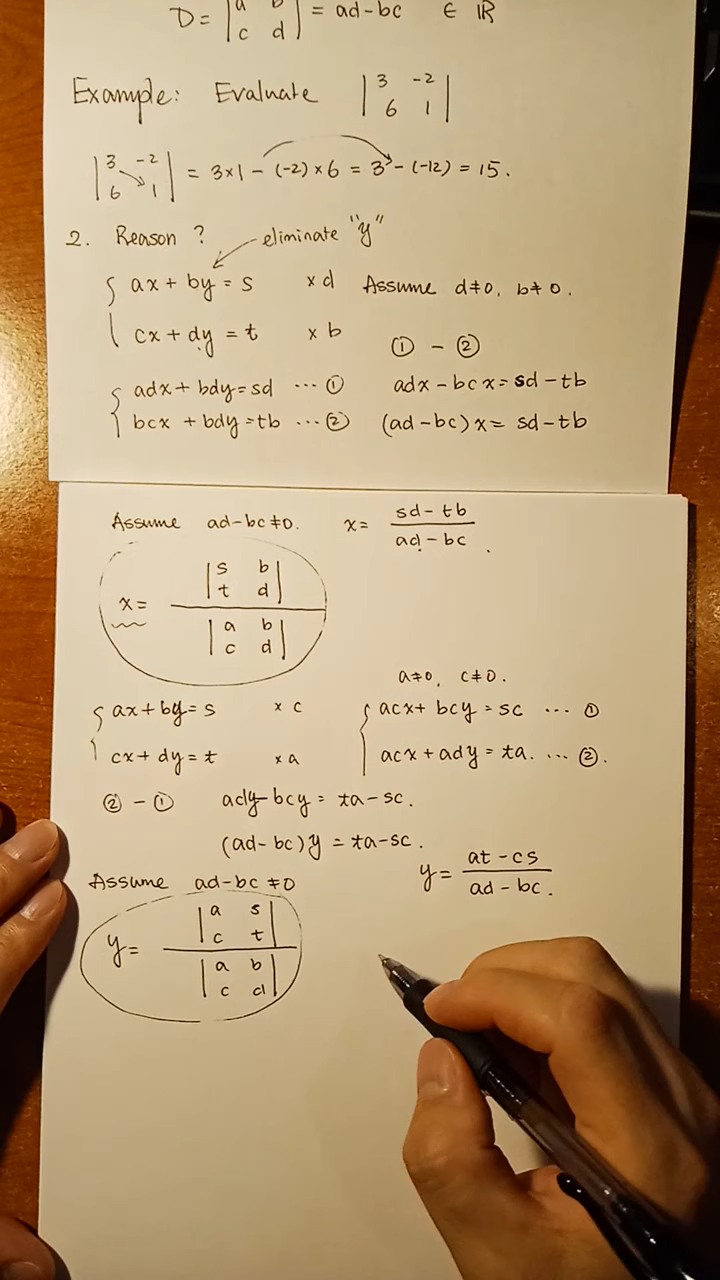 D = | a b | = ad - bc ∈ ℝ
| c d |
Example: Evaluate | 3 -2 |
| 6 1 |
| 3 -2 | = 3×1 - (-2)×6 = 3 - (-12) = 15.
| 6 1 |
2. Reason ? eliminate "y"
{ ax + by = s ×d Assume d≠0, b≠0.
cx + dy = t ×b
① - ②
{ adx + bdy = sd ... ① adx - bcx = sd - tb
bcx + bdy = tb ... ② (ad - bc) x = sd - tb
Assume ad - bc ≠ 0. x = (sd - tb)/(ad - bc).
x = | s b |
| t d |
| a b |
| c d |
a≠0, c≠0.
{ ax + by = s ×c { acx + bcy = sc ... ①
cx + dy = t ×a acx + ady = ta. ... ②.
② - ① ady - bcy = ta - sc.
(ad - bc) y = ta - sc.
Assume ad - bc ≠ 0 y = (at - cs)/(ad - bc).
y = | a s |
| c t |
| a b |
| c d |